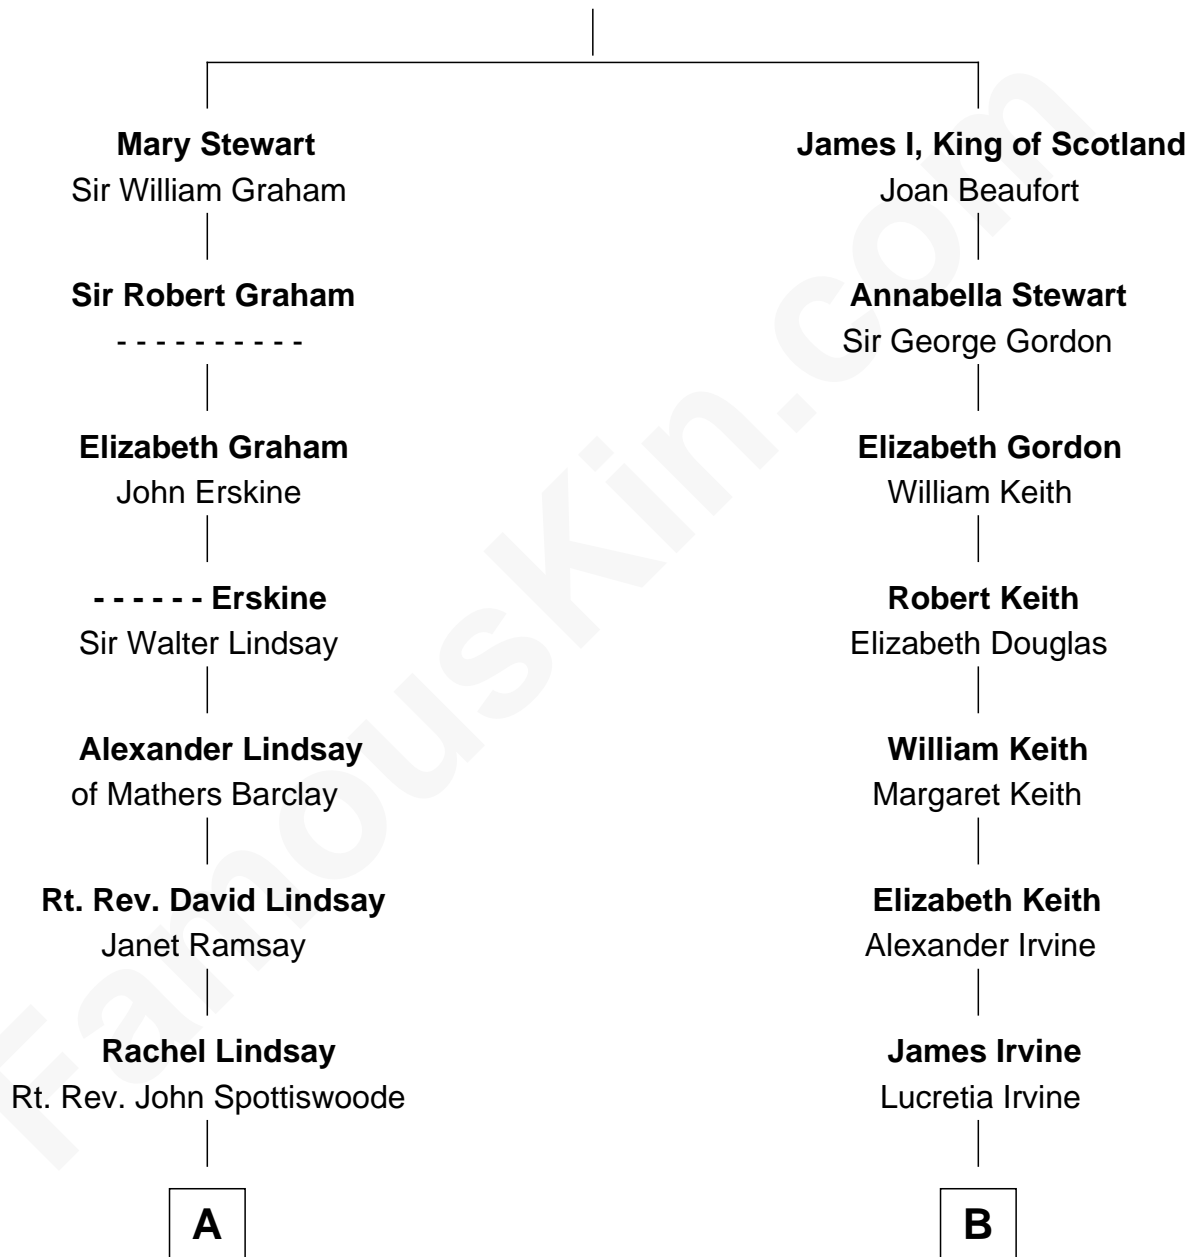 Mary Stewart
Sir William Graham
Sir Robert Graham
- - - - - - - - - -
Elizabeth Graham
John Erskine
- - - - - - Erskine
Sir Walter Lindsay
Alexander Lindsay
of Mathers Barclay
Rt. Rev. David Lindsay
Janet Ramsay
Rachel Lindsay
Rt. Rev. John Spottiswoode
A
James I, King of Scotland
Joan Beaufort
Annabella Stewart
Sir George Gordon
Elizabeth Gordon
William Keith
Robert Keith
Elizabeth Douglas
William Keith
Margaret Keith
Elizabeth Keith
Alexander Irvine
James Irvine
Lucretia Irvine
B
FamousKin.com